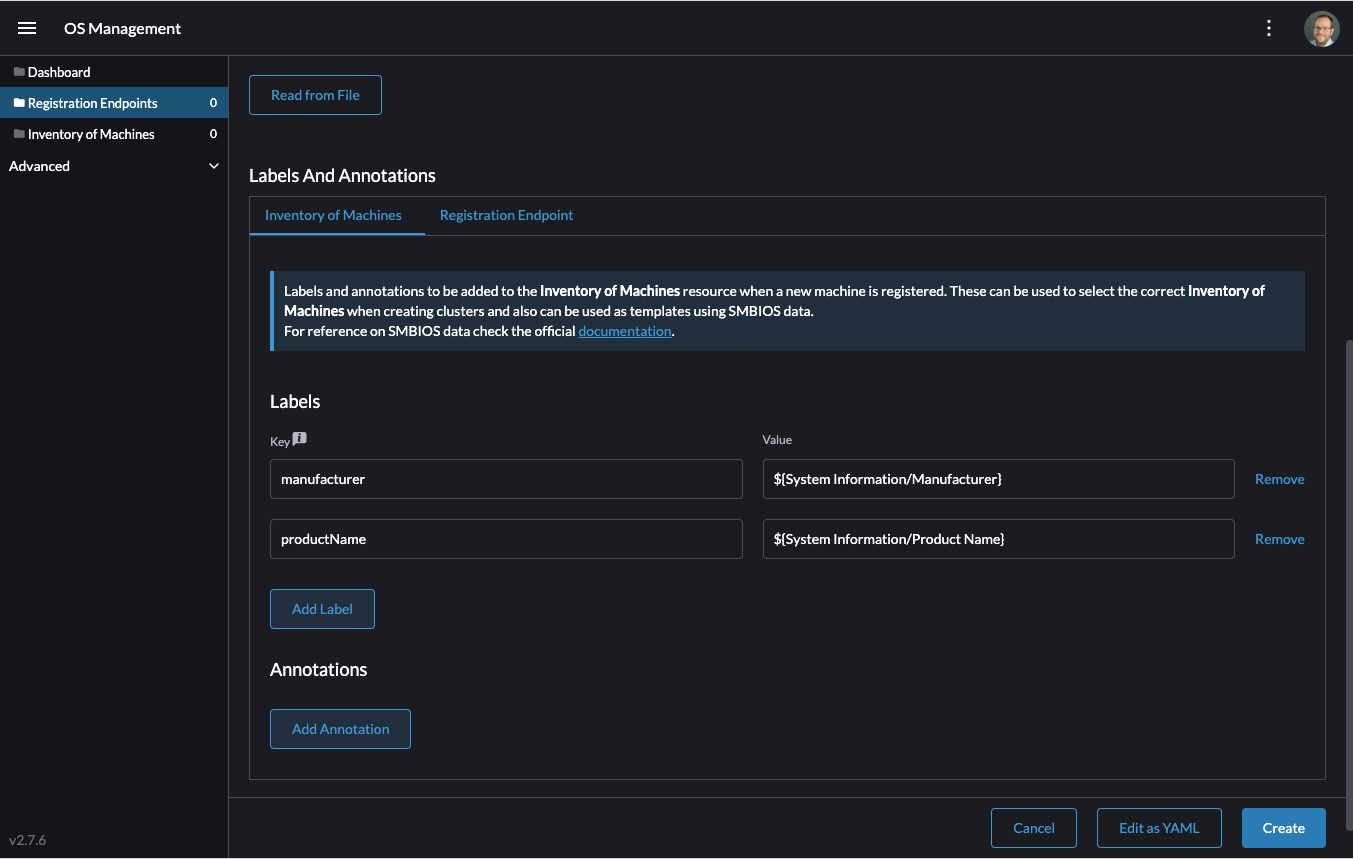 OS Management
Dashboard
Registration Endpoints 0
Inventory of Machines 0
Advanced
v2.7.6
Read from File
Labels And Annotations
Inventory of Machines Registration Endpoint
Labels and annotations to be added to the Inventory of Machines resource when a new machine is registered. These can be used to select the correct Inventory of
Machines when creating clusters and also can be used as templates using SMBIOS data.
For reference on SMBIOS data check the official documentation.
Labels
Key Value
manufacturer ${System Information/Manufacturer} Remove
productName ${System Information/Product Name} Remove
Add Label
Annotations
Add Annotation
Cancel Edit as YAML Create